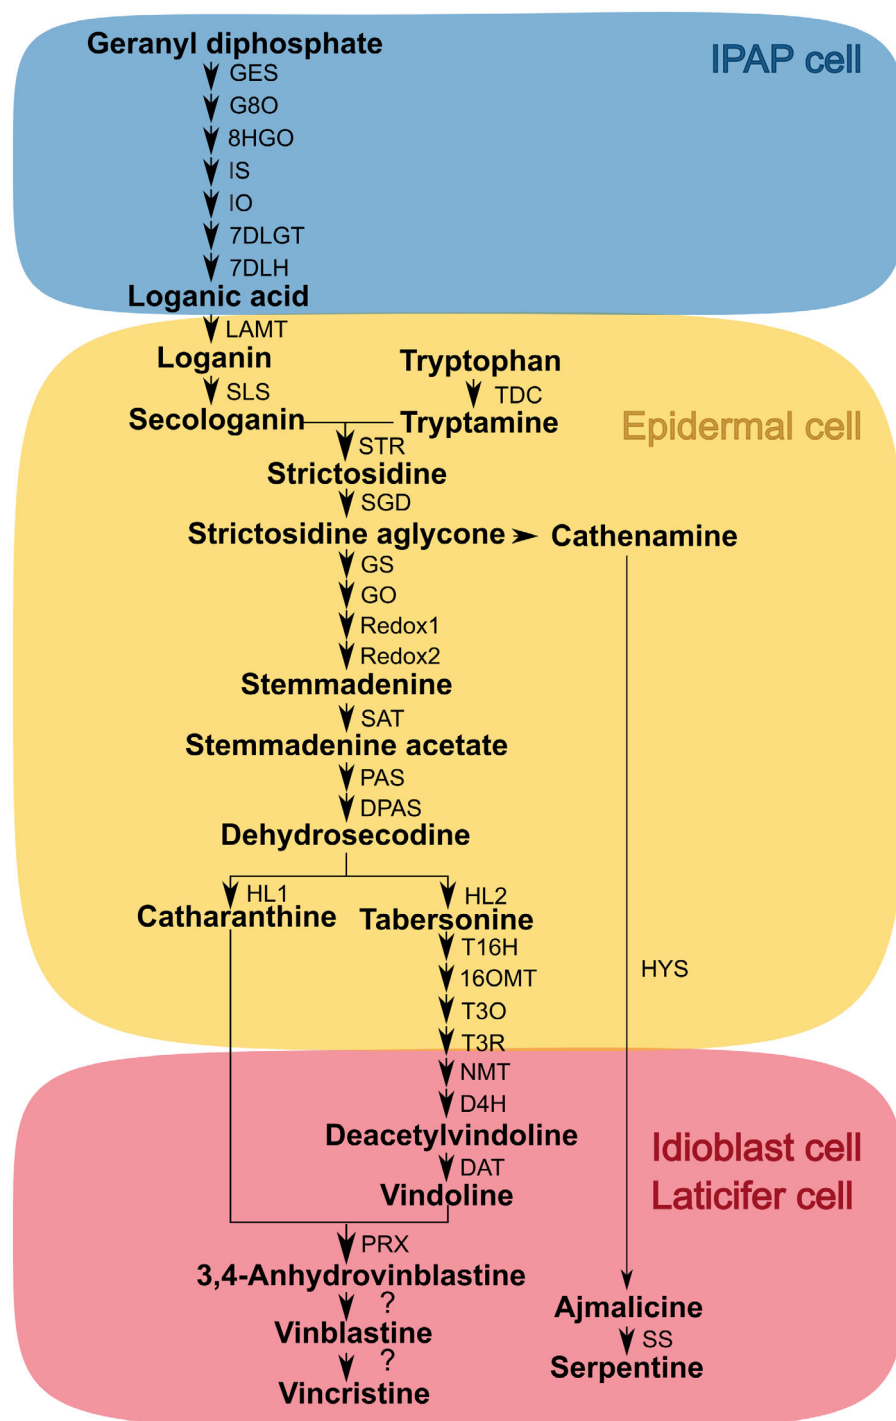 Geranyl diphosphate
IPAP cell
GES
G8O
8HGO
IS
IO
7DLGT
7DLH
Loganic acid
LAMT
Loganin
Tryptophan
SLS
TDC
Secologanin
Tryptamine
Epidermal cell
STR
Strictosidine
SGD
Strictosidine aglycone
Cathenamine
GS
GO
Redox1
Redox2
Stemmadenine
SAT
Stemmadenine acetate
PAS
DPAS
Dehydrosecodine
HL1
HL2
Catharanthine
Tabersonine
T16H
16OMT
HYS
T3O
T3R
NMT
D4H
Deacetylvindoline
Idioblast cell
Laticifer cell
DAT
Vindoline
PRX
3,4-Anhydrovinblastine
?
Ajmalicine
Vinblastine
SS
?
Serpentine
Vincristine